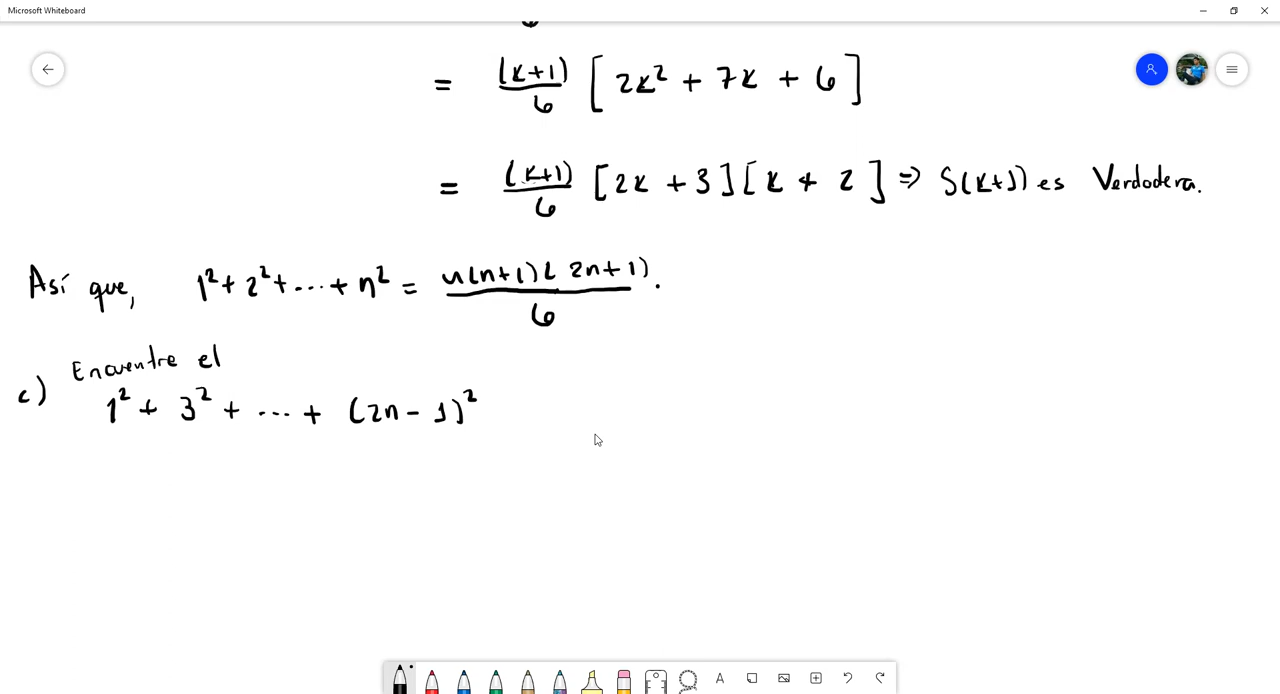 Microsoft Whiteboard
= (k+1)/6 [2k² + 7k + 6]
= (k+1)/6 [2k + 3][k + 2] ⇒ S(k+1) es Verdadera.
Así que, 1² + 2² + ... + n² = n(n+1)(2n+1)/6.
Encuentre el
c) 1² + 3² + ... + (2n - 1)²
A